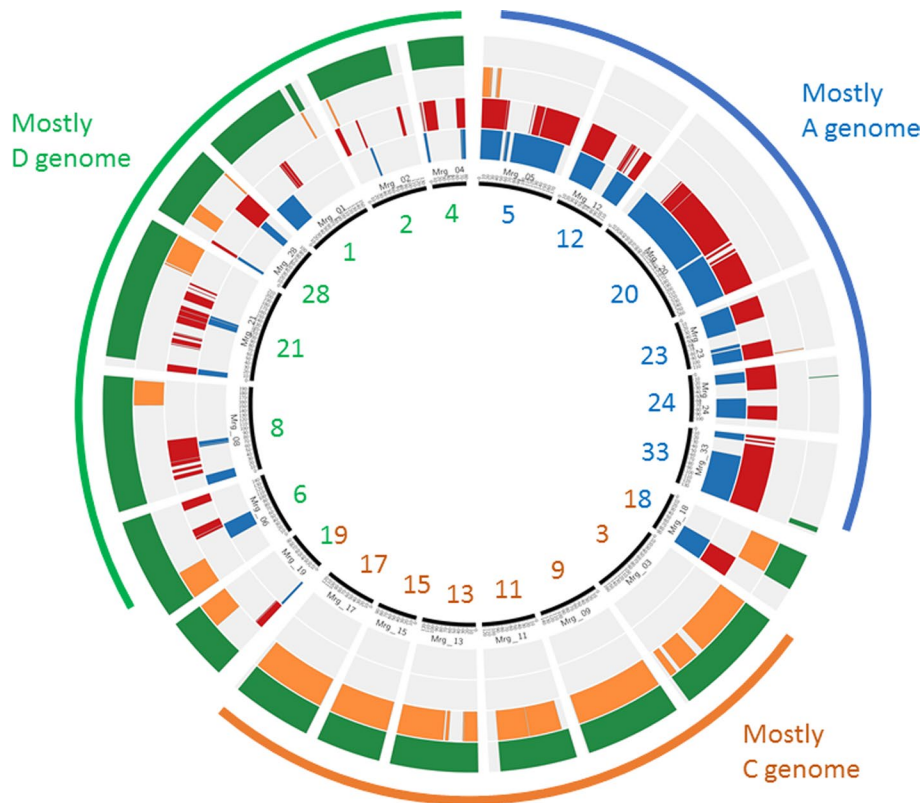 Mostly
D genome
Mostly
A genome
Mostly
C genome
Mrg_05
Mrg_12
Mrg_20
Mrg_23
Mrg_24
Mrg_33
Mrg_18
Mrg_03
Mrg_09
Mrg_11
Mrg_13
Mrg_15
Mrg_17
Mrg_19
Mrg_06
Mrg_08
Mrg_21
Mrg_28
Mrg_01
Mrg_02
Mrg_04
5
12
20
23
24
33
18
3
9
11
13
15
17
19
6
8
21
28
1
2
4